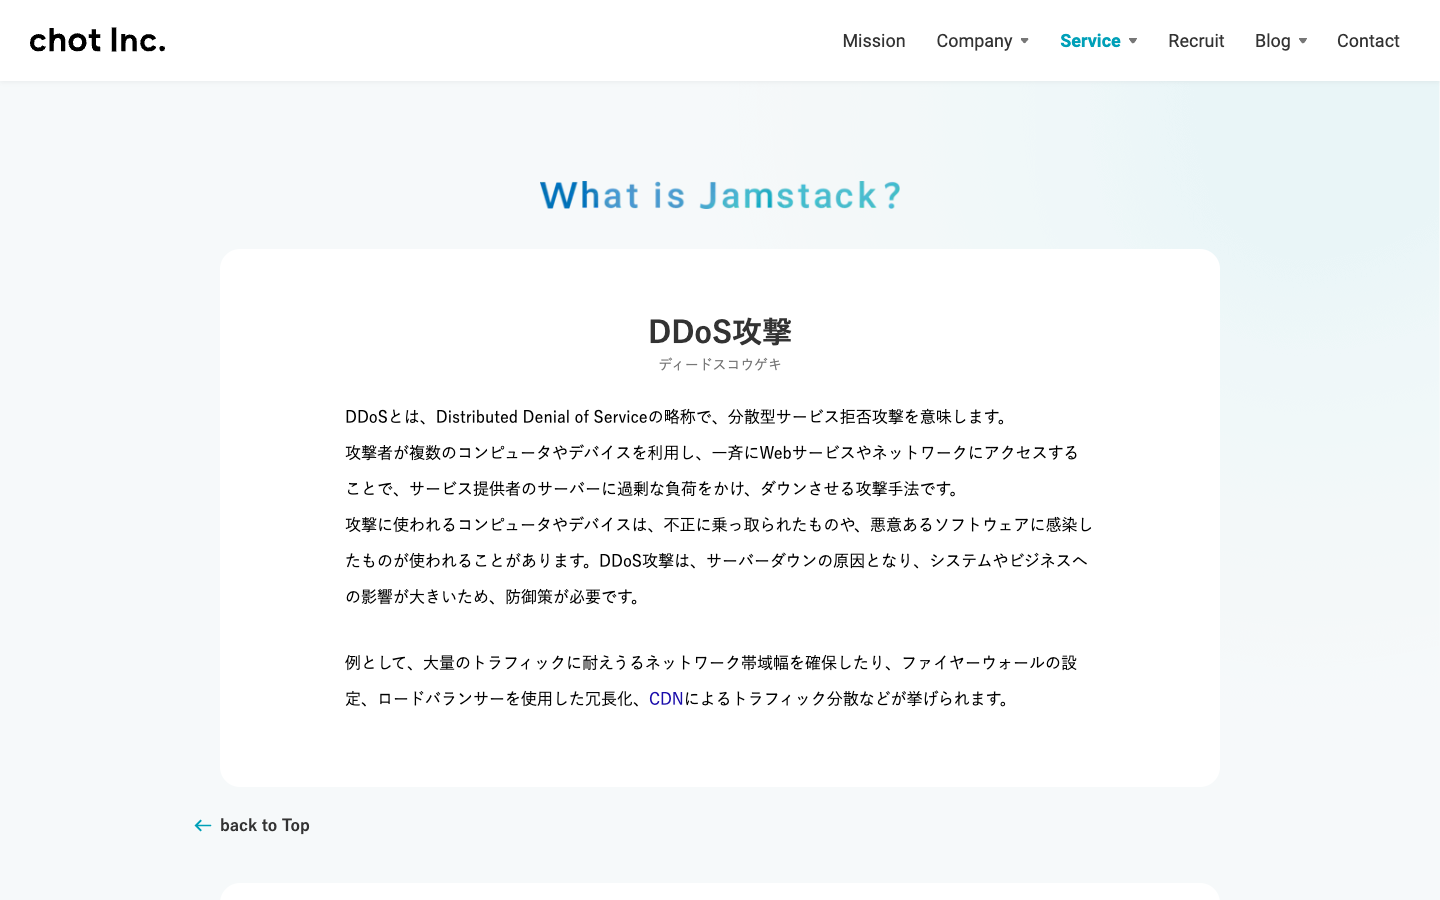 chot Inc.
Mission
Company
Service
Recruit
Blog
Contact
What is Jamstack?
DDoS攻撃
ディードスコウゲキ
DDoSとは、Distributed Denial of Serviceの略称で、分散型サービス拒否攻撃を意味します。
攻撃者が複数のコンピュータやデバイスを利用し、一斉にWebサービスやネットワークにアクセスする
ことで、サービス提供者のサーバーに過剰な負荷をかけ、ダウンさせる攻撃手法です。
攻撃に使われるコンピュータやデバイスは、不正に乗っ取られたものや、悪意あるソフトウェアに感染し
たものが使われることがあります。DDoS攻撃は、サーバーダウンの原因となり、システムやビジネスへ
の影響が大きいため、防御策が必要です。
例として、大量のトラフィックに耐えうるネットワーク帯域幅を確保したり、ファイヤーウォールの設
定、ロードバランサーを使用した冗長化、CDNによるトラフィック分散などが挙げられます。
back to Top